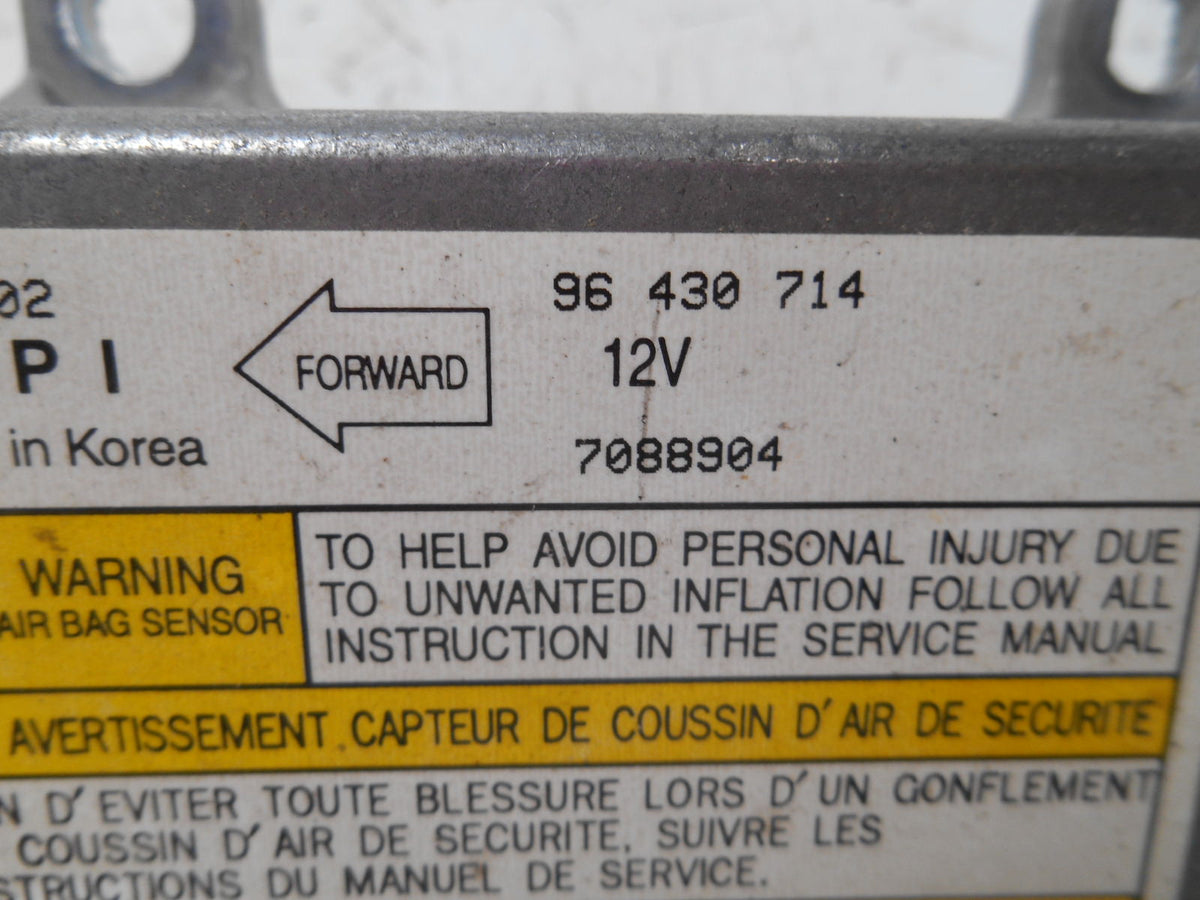 02
96 430 714
P I
FORWARD
12V
in Korea
7088904
WARNING
AIR BAG SENSOR
TO HELP AVOID PERSONAL INJURY DUE
TO UNWANTED INFLATION FOLLOW ALL
INSTRUCTION IN THE SERVICE MANUAL
AVERTISSEMENT . CAPTEUR DE COUSSIN D'AIR DE SECURITE
N D'EVITER TOUTE BLESSURE LORS D'UN GONFLEMENT
COUSSIN D'AIR DE SECURITE, SUIVRE LES
STRUCTIONS DU MANUEL DE SERVICE.